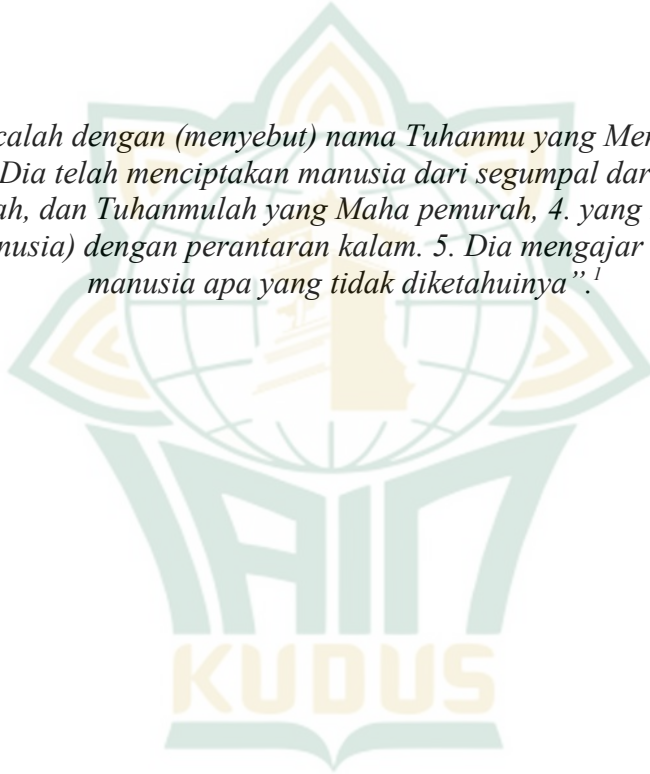 calah dengan (menyebut) nama Tuhanmu yang Men
Dia telah menciptakan manusia dari segumpal dar
ah, dan Tuhanmulah yang Maha pemurah, 4. yang
nusia) dengan perantaran kalam. 5. Dia mengajar
manusia apa yang tidak diketahuinya”.1
IAIN
KUDUS